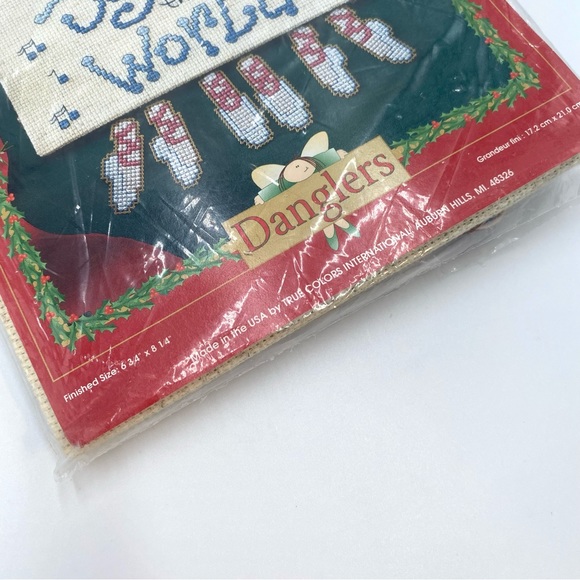 World
Danglers
Grandeur fini : 17.2 cm x 21.0 c
Made in the USA by TRUE COLORS INTERNATIONAL, AUBURN HILLS, MI. 48326
Finished Size: 6 3/4" x 8 1/4"